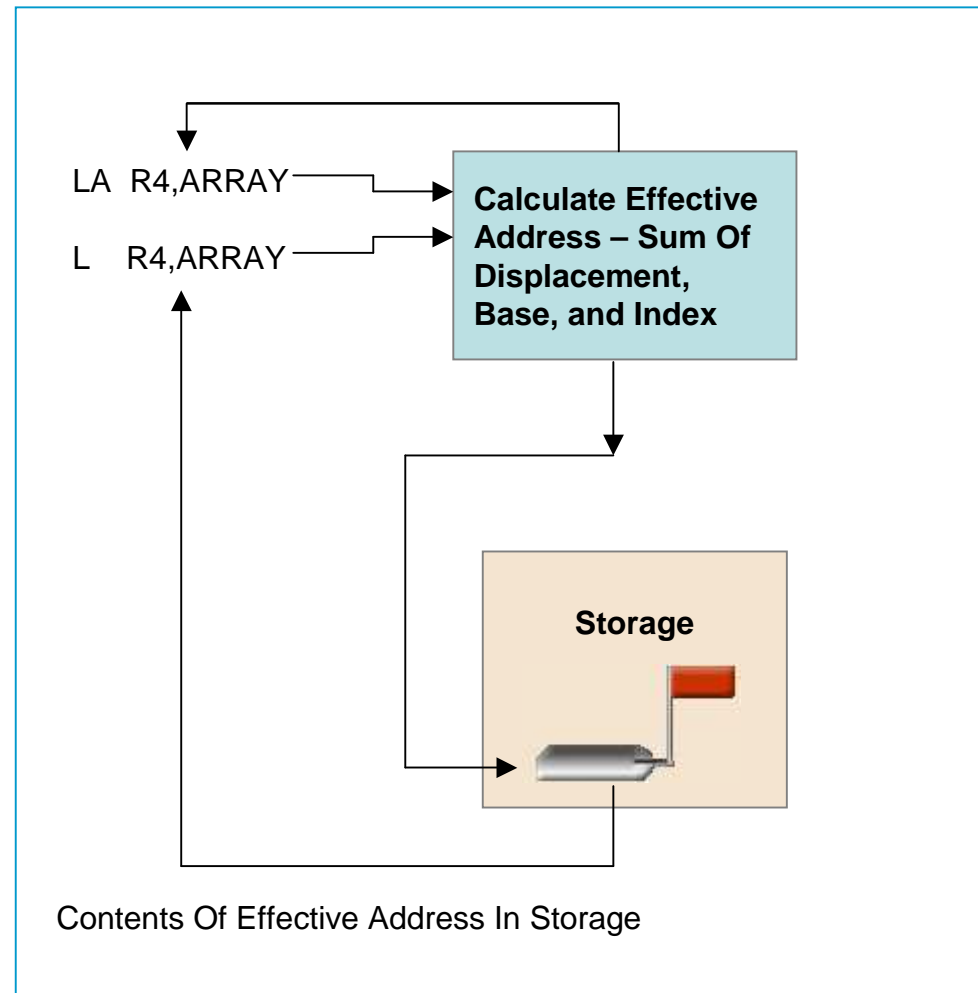 LA R4,ARRAY
L R4,ARRAY
Calculate Effective
Address – Sum Of
Displacement,
Base, and Index
Storage
Contents Of Effective Address In Storage